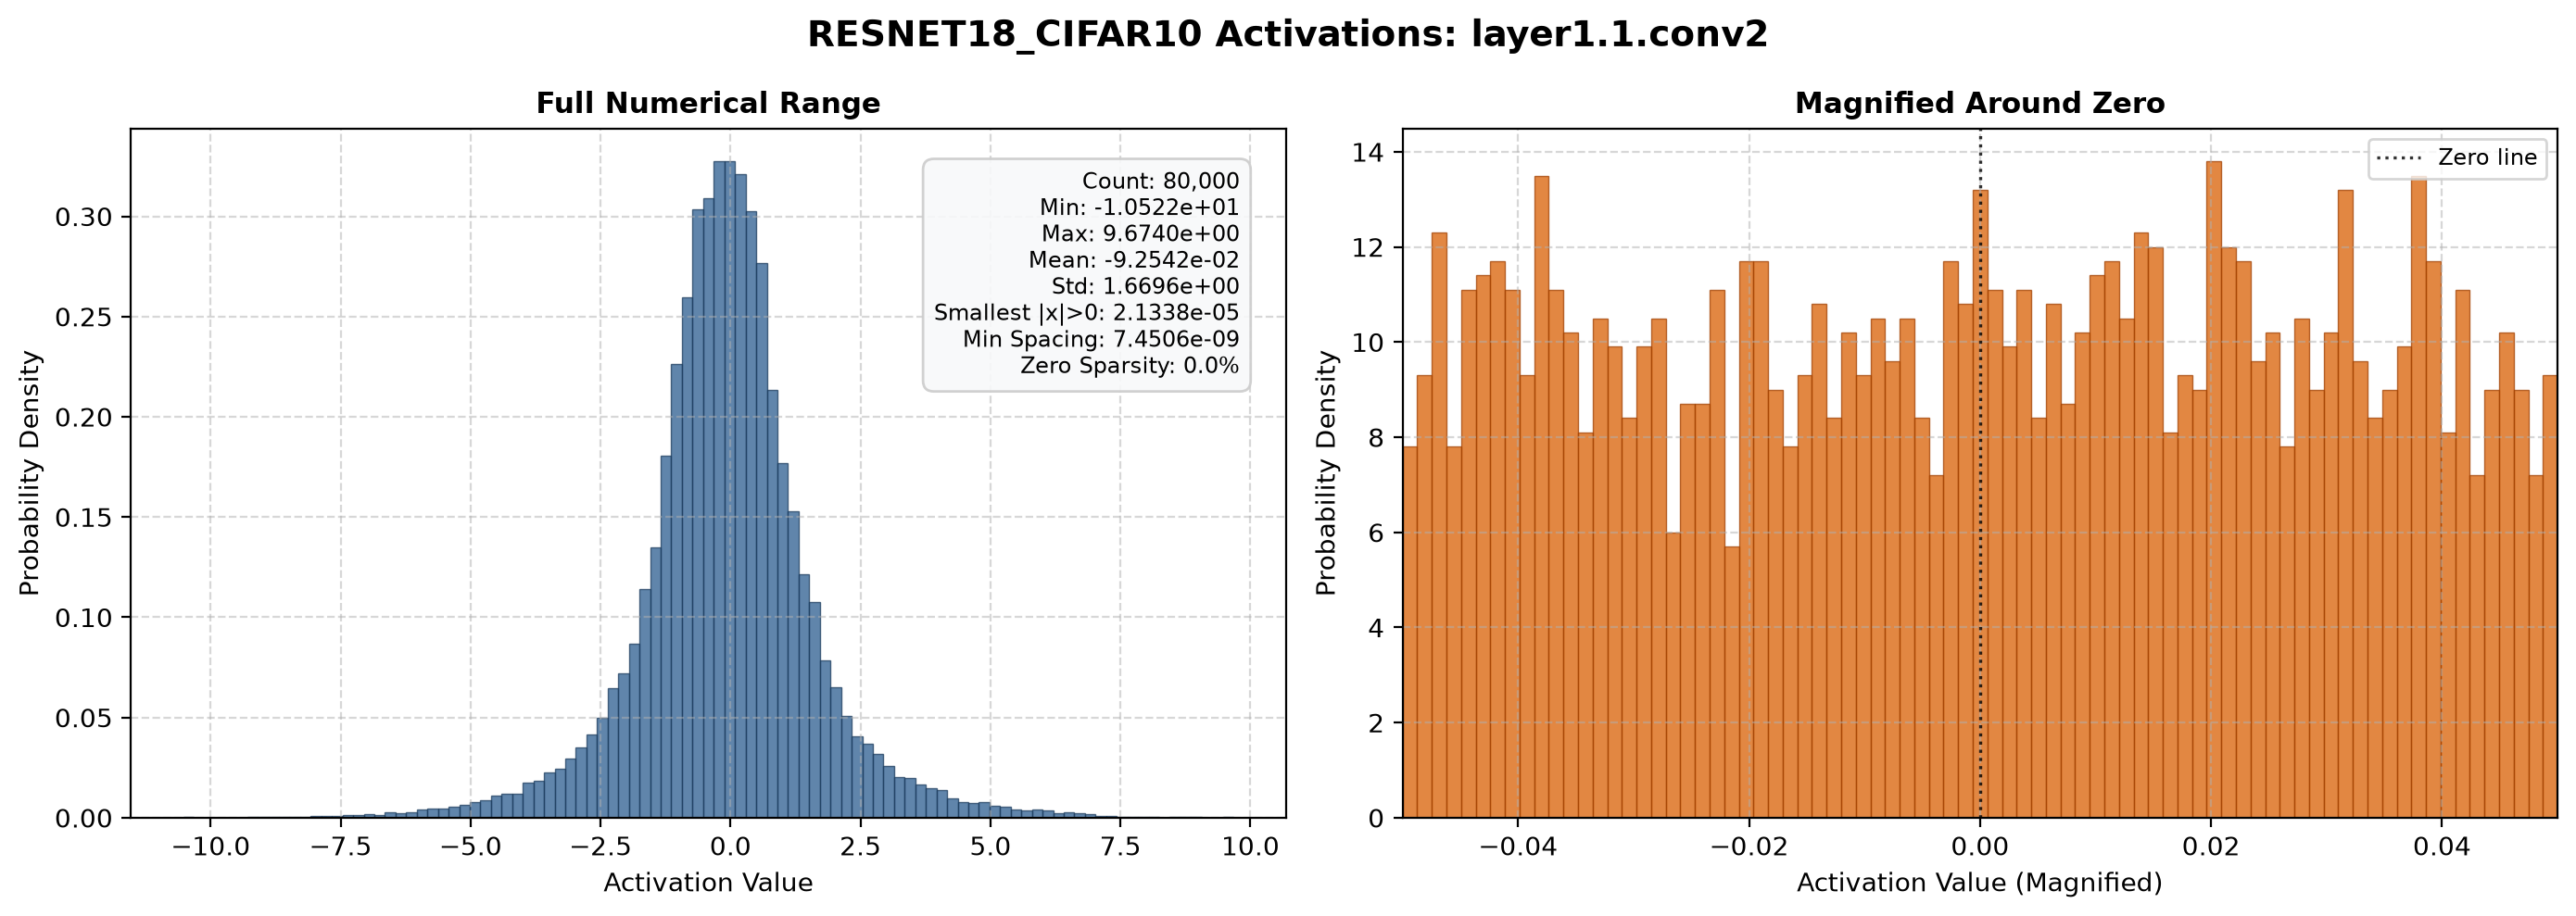 RESNET18_CIFAR10 Activations: layer1.1.conv2
Full Numerical Range
Probability Density
0.30
0.25
0.20
0.15
0.10
0.05
0.00
Count: 80,000
Min: -1.0522e+01
Max: 9.6740e+00
Mean: -9.2542e-02
Std: 1.6696e+00
Smallest |x|>0: 2.1338e-05
Min Spacing: 7.4506e-09
Zero Sparsity: 0.0%
−10.0 −7.5 −5.0 −2.5 0.0 2.5 5.0 7.5 10.0
Activation Value
Magnified Around Zero
Probability Density
14
12
10
8
6
4
2
0
Zero line
−0.04 −0.02 0.00 0.02 0.04
Activation Value (Magnified)